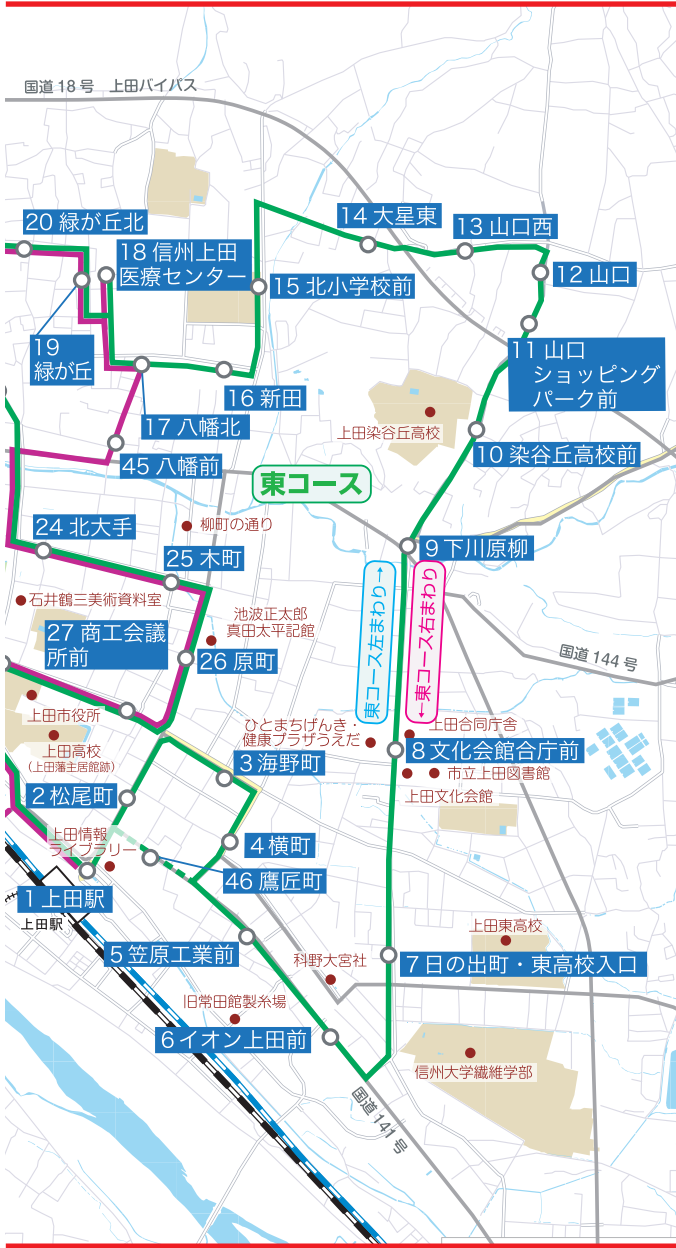 国道18号 上田バイパス
20 緑が丘北
14 大星東
13 山口西
18 信州上田
医療センター
12 山口
15 北小学校前
19
緑が丘
11 山口
ショッピング
パーク前
16 新田
17 八幡北
上田染谷丘高校
10 染谷丘高校前
45 八幡前
東コース
24 北大手
柳町の通り
9 下川原柳
25 木町
石井鶴三美術資料室
池波正太郎
真田太平記館
東コース左まわり→
←東コース右まわり
27 商工会議
所前
26 原町
国道144号
上田市役所
上田高校
(上田藩主居館跡)
ひとまちげんき・
健康プラザうえだ
上田合同庁舎
8 文化会館合庁前
3 海野町
市立上田図書館
2 松尾町
上田文化会館
上田情報
ライブラリー
4 横町
46 鷹匠町
1 上田駅
上田駅
5 笠原工業前
上田東高校
科野大宮社
7 日の出町・東高校入口
旧常田館製糸場
6 イオン上田前
信州大学繊維学部
国道141号